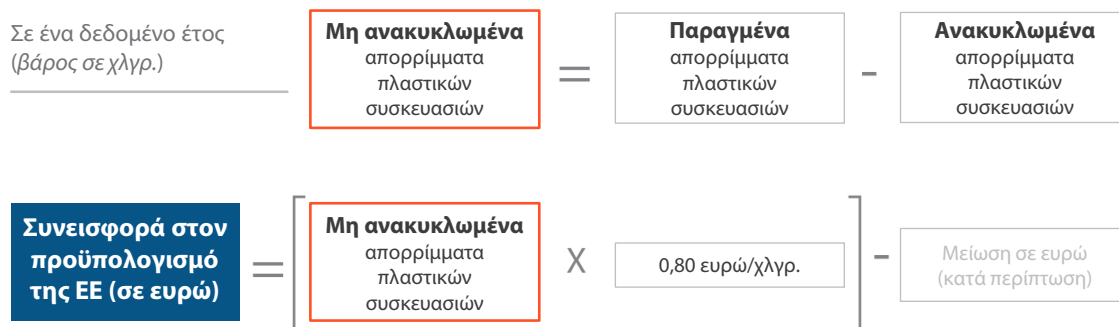 Σε ένα δεδομένο έτος
(βάρος σε χλγρ.)
Μη ανακυκλωμένα
απορρίμματα
πλαστικών
συσκευασιών
=
Παραγμένα
απορρίμματα
πλαστικών
συσκευασιών
-
Ανακυκλωμένα
απορρίμματα
πλαστικών
συσκευασιών
Συνεισφορά στον
προϋπολογισμό
της ΕΕ (σε ευρώ)
=
Μη ανακυκλωμένα
απορρίμματα
πλαστικών
συσκευασιών
X
0,80 ευρώ/χλγρ.
-
Μείωση σε ευρώ
(κατά περίπτωση)